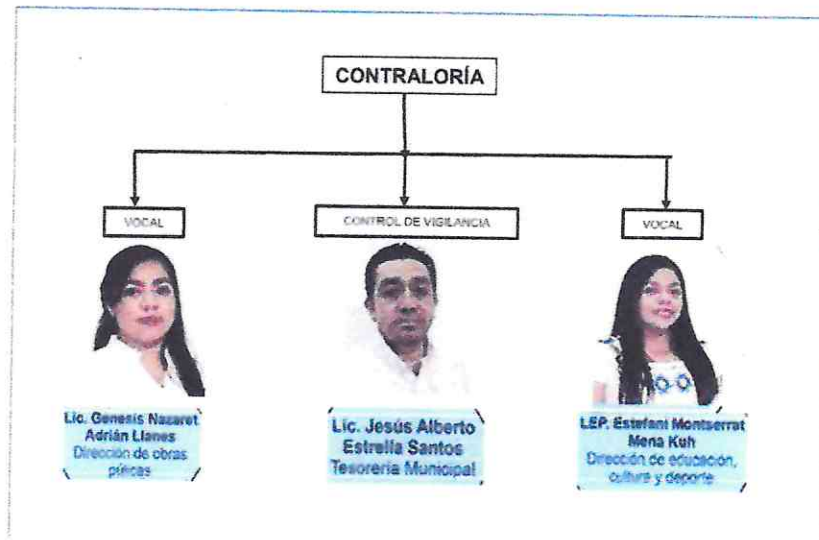 CONTRALORÍA
VOCAL
CONTROL DE VIGILANCIA
VOCAL
Lic. Genesis Nazaret
Adrián Llanes
Dirección de obras
Lic. Jesús Alberto
Estrella Santos
Tesorería Municipal
LEP. Estefani Montserrat
Mena Kuh
Dirección de educación,
cultura y deporte